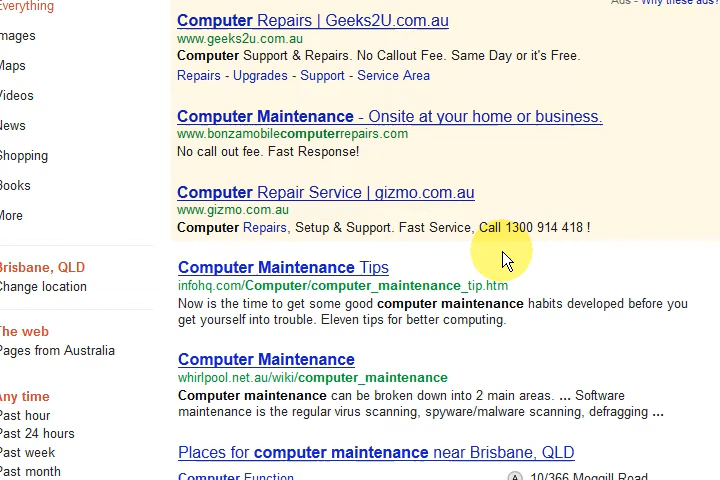 Everything
Images
Maps
Videos
News
Shopping
Books
More
Brisbane, QLD
Change location
The web
Pages from Australia
Any time
Past hour
Past 24 hours
Past week
Past month
Ads - Why these ads?
Computer Repairs | Geeks2U.com.au
www.geeks2u.com.au
Computer Support & Repairs. No Callout Fee. Same Day or it's Free.
Repairs - Upgrades - Support - Service Area
Computer Maintenance - Onsite at your home or business.
www.bonzamobilecomputerrepairs.com
No call out fee. Fast Response!
Computer Repair Service | gizmo.com.au
www.gizmo.com.au
Computer Repairs, Setup & Support. Fast Service, Call 1300 914 418 !
Computer Maintenance Tips
infohq.com/Computer/computer_maintenance_tip.htm
Now is the time to get some good computer maintenance habits developed before you
get yourself into trouble. Eleven tips for better computing.
Computer Maintenance
whirlpool.net.au/wiki/computer_maintenance
Computer maintenance can be broken down into 2 main areas. ... Software
maintenance is the regular virus scanning, spyware/malware scanning, defragging ...
Places for computer maintenance near Brisbane, QLD
Computer Function
A 10/366 Moggill Road